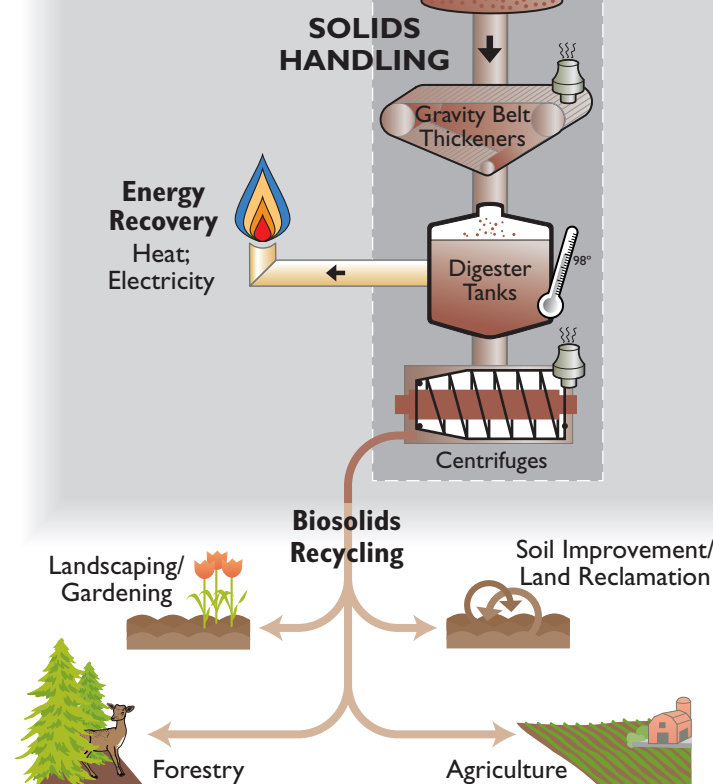 SOLIDS
HANDLING
Gravity Belt
Thickeners
Energy
Recovery
Heat;
Electricity
Digester
Tanks
98°
Centrifuges
Biosolids
Recycling
Landscaping/
Gardening
Soil Improvement/
Land Reclamation
Forestry
Agriculture